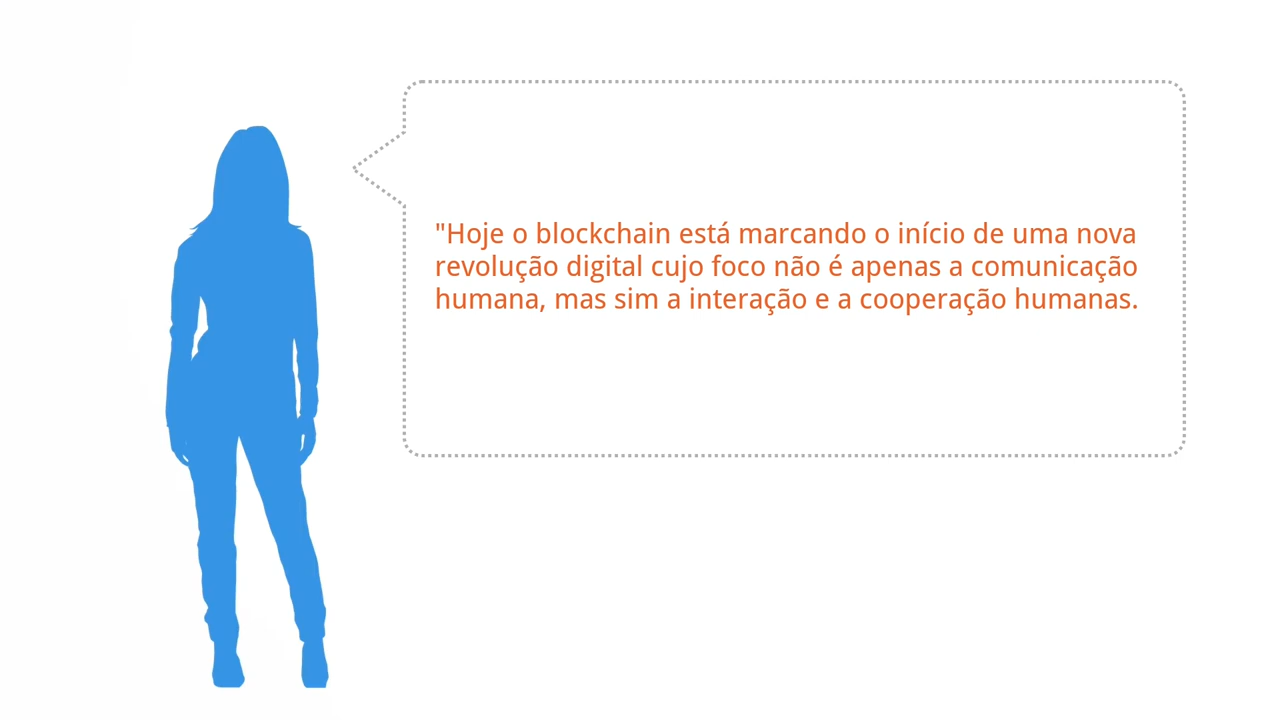 "Hoje o blockchain está marcando o início de uma nova
revolução digital cujo foco não é apenas a comunicação
humana, mas sim a interação e a cooperação humanas.